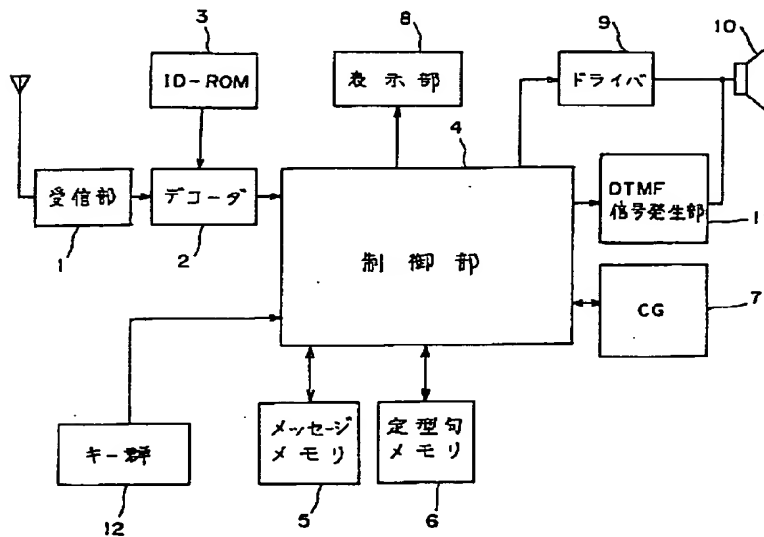 3
8
9
10
ID-ROM
表示部
ドライバ
4
受信部
デコーダ
DTMF
信号発生部
1
2
1
制御部
7
CG
メッセージ
メモリ
定型句
メモリ
キー群
12
5
6